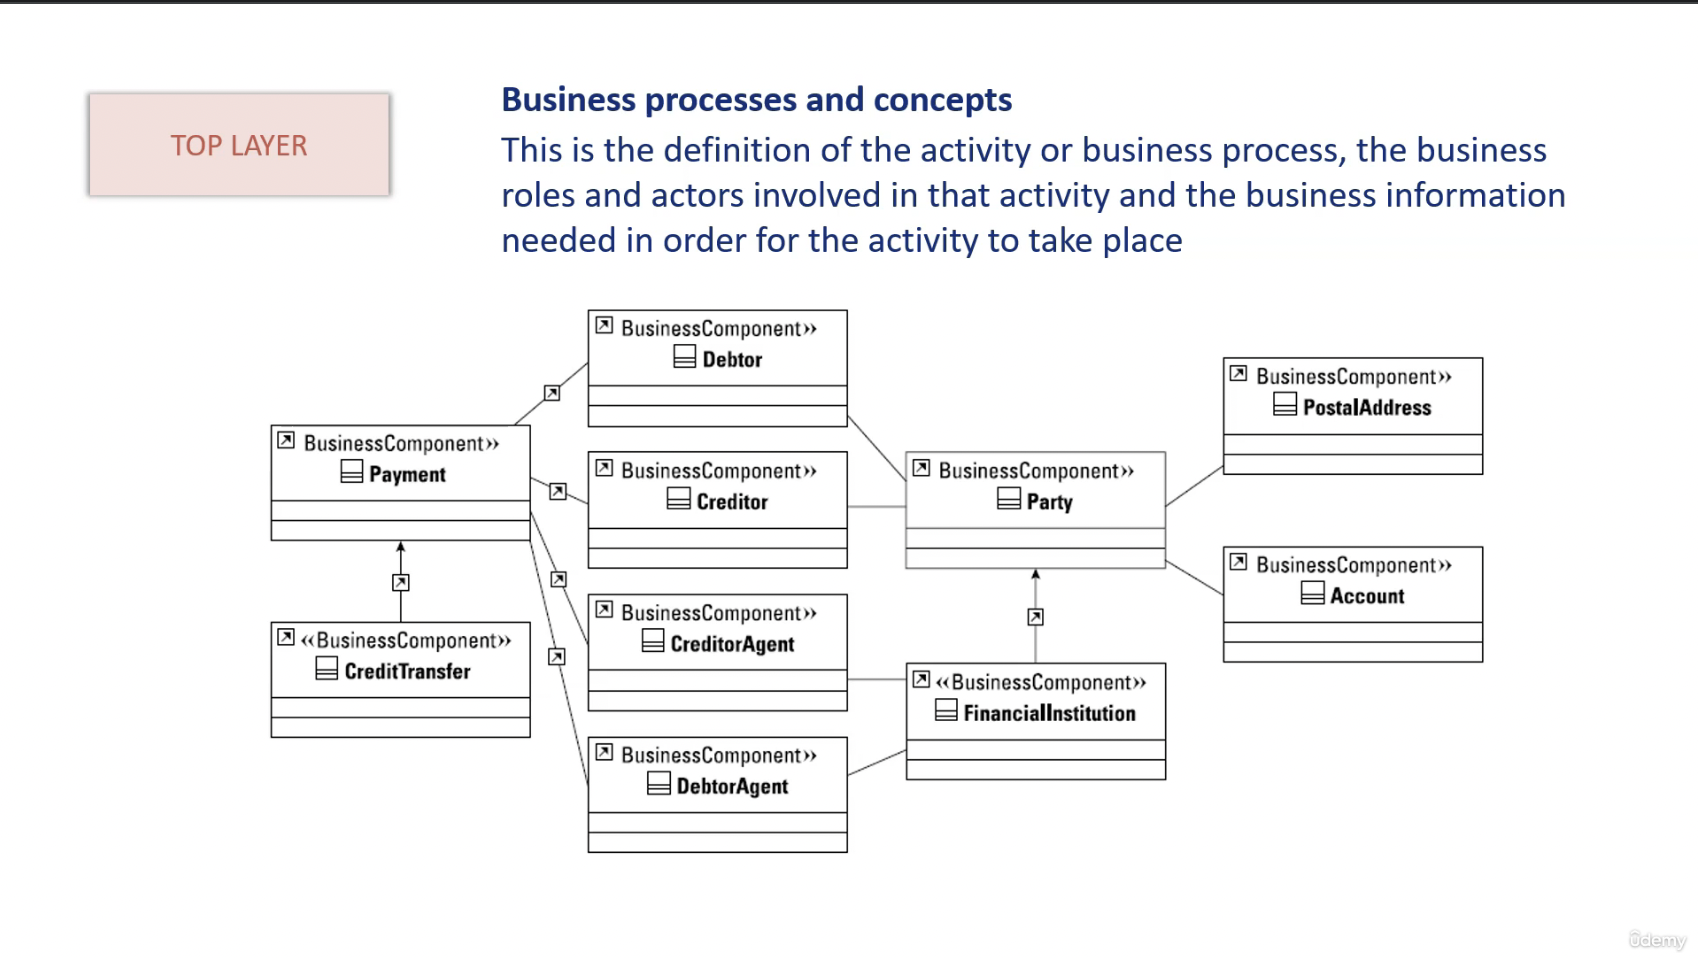 TOP LAYER
Business processes and concepts
This is the definition of the activity or business process, the business
roles and actors involved in that activity and the business information
needed in order for the activity to take place
BusinessComponent››
Debtor
BusinessComponent››
Payment
BusinessComponent››
Creditor
BusinessComponent››
Party
BusinessComponent››
PostalAddress
BusinessComponent››
Account
‹‹BusinessComponent››
CreditTransfer
BusinessComponent››
CreditorAgent
‹‹BusinessComponent››
FinancialInstitution
BusinessComponent››
DebtorAgent
ûdemy